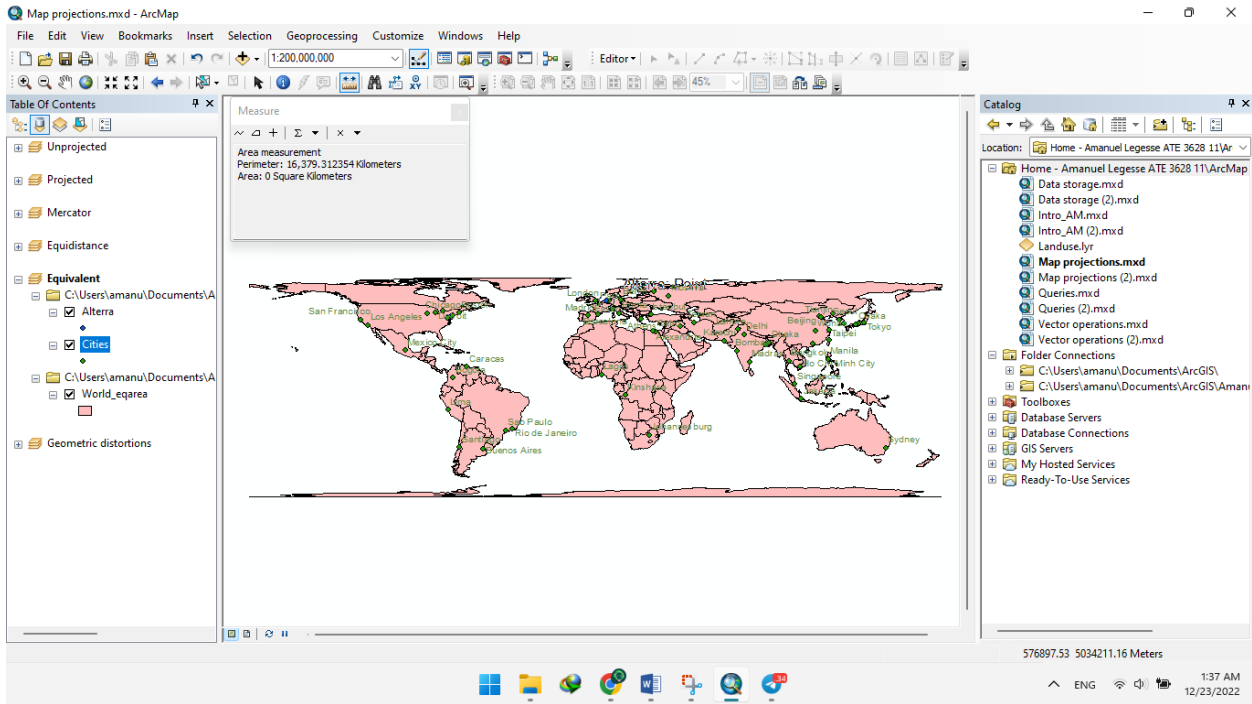 Map projections.mxd - ArcMap
File Edit View Bookmarks Insert Selection Geoprocessing Customize Windows Help
1:200,000,000
Editor
45%
Table Of Contents
Unprojected
Projected
Mercator
Equidistance
Equivalent
C:\Users\amanu\Documents\A
Alterra
Cities
C:\Users\amanu\Documents\A
World_eqarea
Geometric distortions
Measure
Area measurement
Perimeter: 16,379.312354 Kilometers
Area: 0 Square Kilometers
London
San Francisco
Los Angeles
Mexico City
Caracas
Lima
Sao Paulo
Rio de Janeiro
Santiago
Buenos Aires
Madrid
Athens
Lagos
Kinshasa
Johannesburg
Delhi
Dhaka
Madras
Beijing
Osaka
Tokyo
Taipei
Manila
Ho Chi Minh City
Singapore
Sydney
Catalog
Location: Home - Amanuel Legesse ATE 3628 11\Ar
Home - Amanuel Legesse ATE 3628 11\ArcMap
Data storage.mxd
Data storage (2).mxd
Intro_AM.mxd
Intro_AM (2).mxd
Landuse.lyr
Map projections.mxd
Map projections (2).mxd
Queries.mxd
Queries (2).mxd
Vector operations.mxd
Vector operations (2).mxd
Folder Connections
C:\Users\amanu\Documents\ArcGIS\
C:\Users\amanu\Documents\ArcGIS\Amanu
Toolboxes
Database Servers
Database Connections
GIS Servers
My Hosted Services
Ready-To-Use Services
576897.53 5034211.16 Meters
34
ENG
1:37 AM
12/23/2022